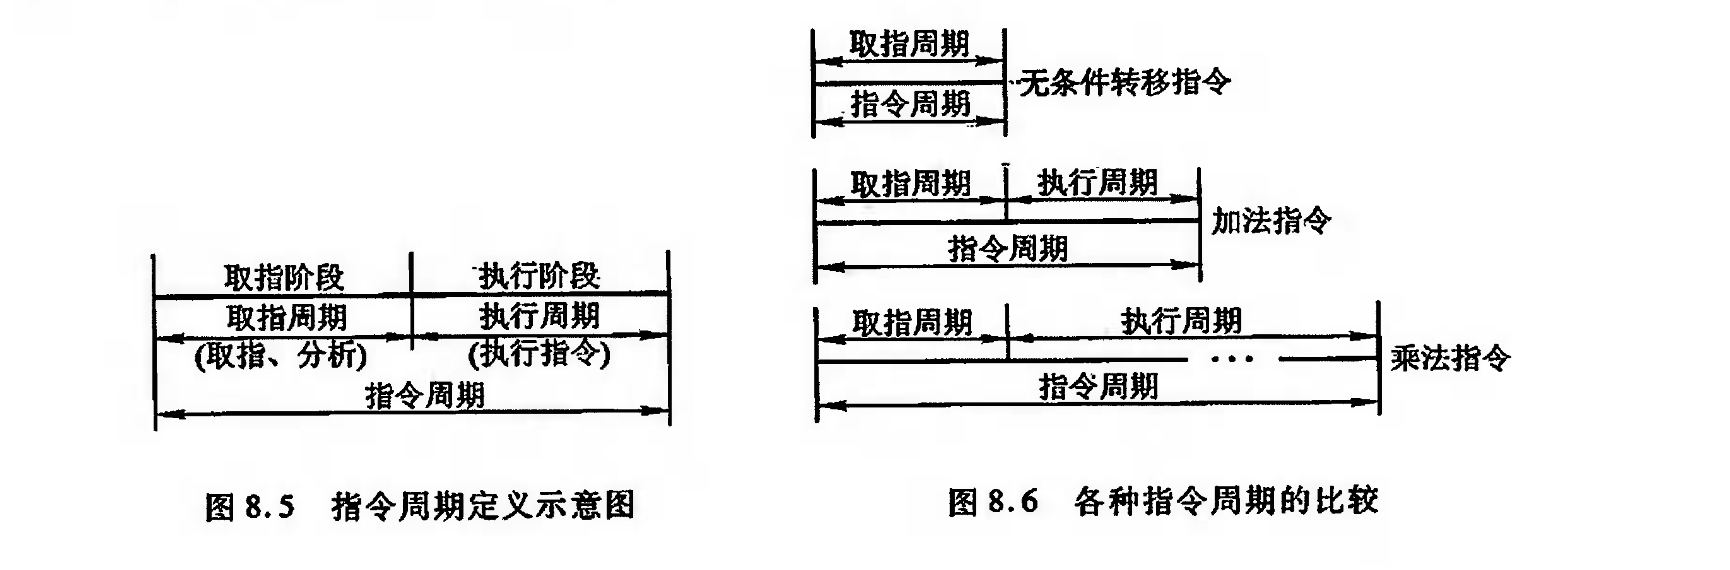 取指阶段 执行阶段
取指周期 执行周期
(取指、分析) (执行指令)
指令周期
图 8.5 指令周期定义示意图
取指周期
无条件转移指令
指令周期
取指周期 执行周期
加法指令
指令周期
取指周期 执行周期
… 乘法指令
指令周期
图 8.6 各种指令周期的比较